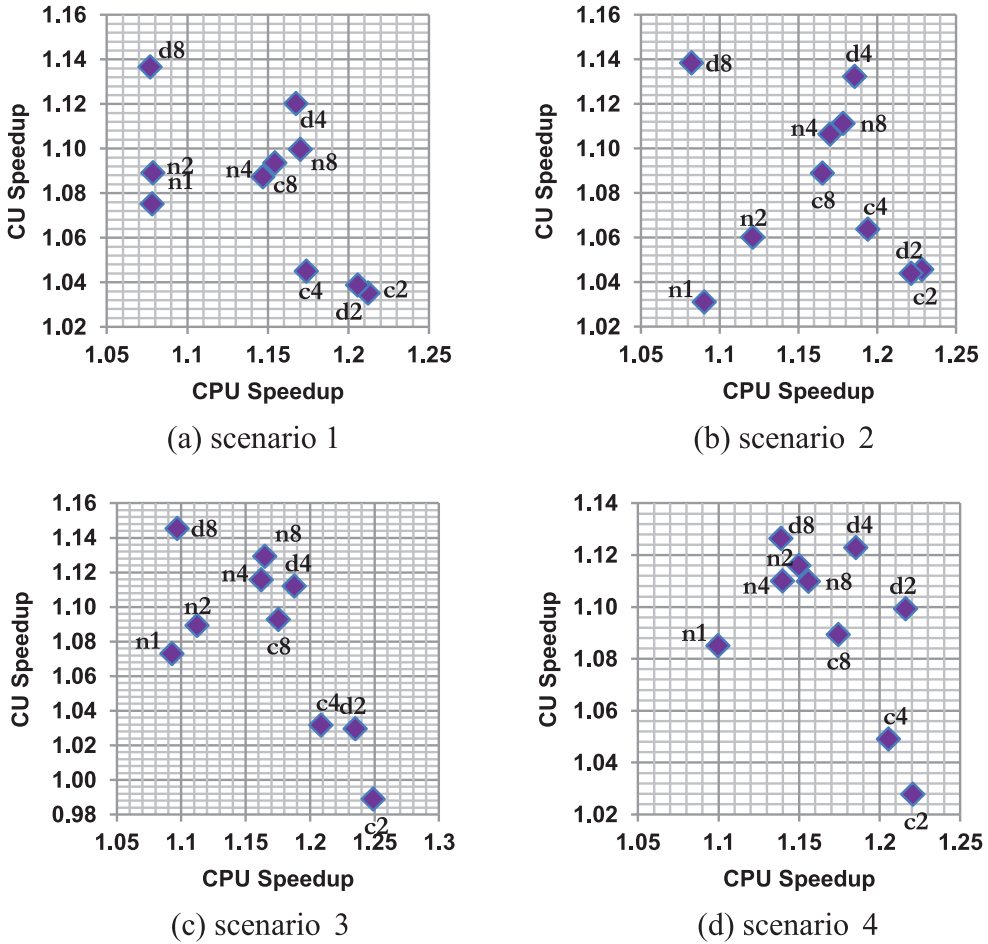 1.16
1.14
1.12
1.10
1.08
1.06
1.04
1.02
CU Speedup
d8
d4
n2
n1
n4
n8
c8
c4
d2
c2
1.05
1.1
1.15
1.2
1.25
CPU Speedup
(a) scenario 1
1.16
1.14
1.12
1.10
1.08
1.06
1.04
1.02
CU Speedup
d8
d4
n4
n8
c8
c4
n2
d2
c2
n1
1.05
1.1
1.15
1.2
1.25
CPU Speedup
(b) scenario 2
1.16
1.14
1.12
1.10
1.08
1.06
1.04
1.02
1.00
0.98
CU Speedup
d8
n8
n4
d4
n2
n1
c8
c4
d2
c2
1.05
1.1
1.15
1.2
1.25
1.3
CPU Speedup
(c) scenario 3
1.14
1.12
1.10
1.08
1.06
1.04
1.02
CU Speedup
d8
d4
n2
n4
n8
d2
n1
c8
c4
c2
1.05
1.1
1.15
1.2
1.25
CPU Speedup
(d) scenario 4